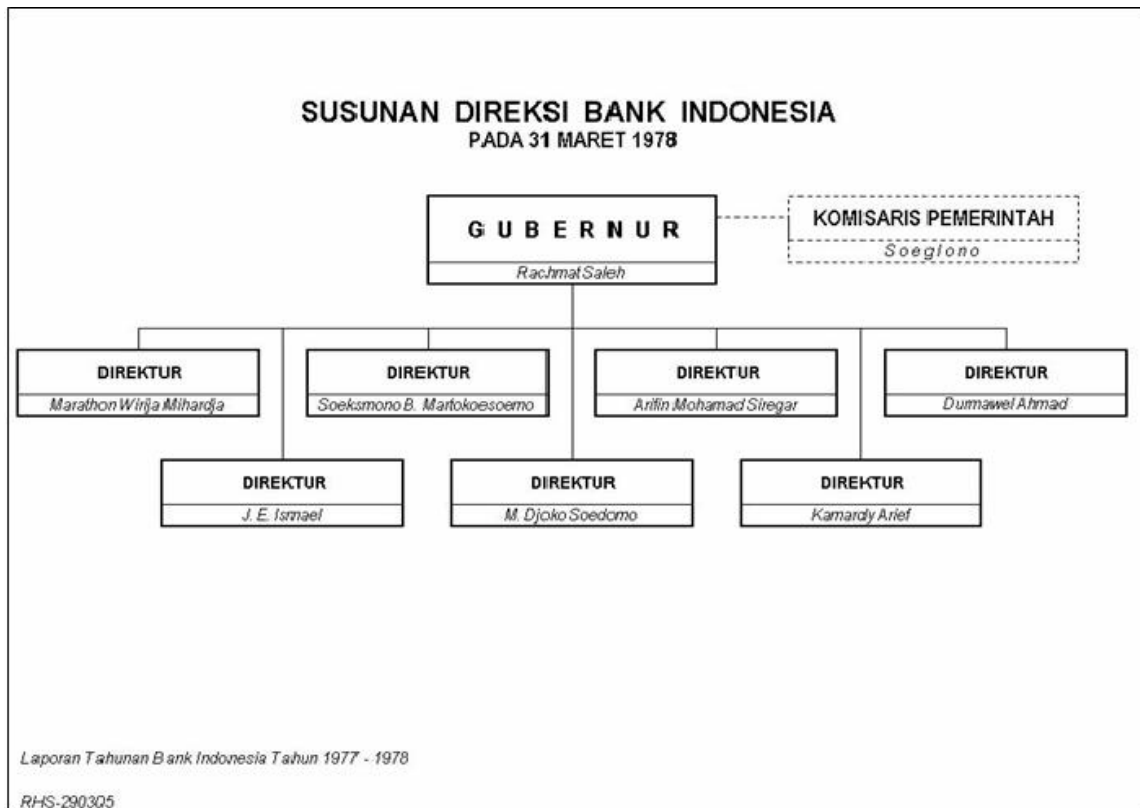 SUSUNAN DIREKSI BANK INDONESIA
PADA 31 MARET 1978
GUBERNUR
Rachmat Saleh
KOMISARIS PEMERINTAH
Soegiono
DIREKTUR
Marathon Wirija Mihardja
DIREKTUR
Soeksmono B. Martokoesoemo
DIREKTUR
Arifin Mohamad Siregar
DIREKTUR
Durmawel Ahmad
DIREKTUR
J. E. Ismael
DIREKTUR
M. Djoko Soedomo
DIREKTUR
Kamardy Arief
Laporan Tahunan Bank Indonesia Tahun 1977 - 1978
RHS-290305